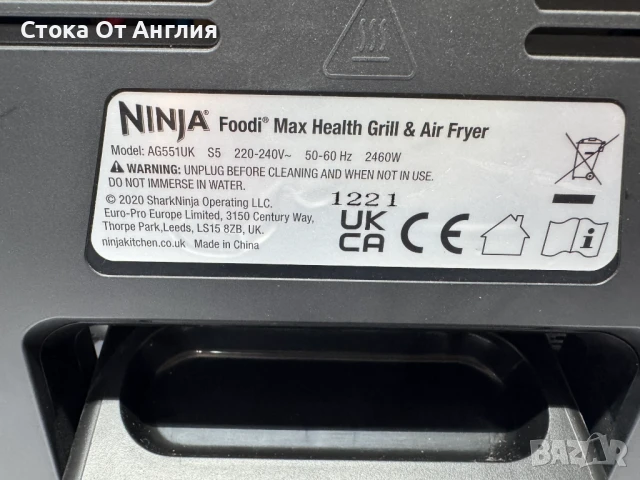 Стока От Англия
NINJA® Foodi® Max Health Grill & Air Fryer
Model: AG551UK S5 220-240V~ 50-60 Hz 2460W
WARNING: UNPLUG BEFORE CLEANING AND WHEN NOT IN USE.
DO NOT IMMERSE IN WATER.
© 2020 SharkNinja Operating LLC.
Euro-Pro Europe Limited, 3150 Century Way,
Thorpe Park,Leeds, LS15 8ZB, UK.
ninjakitchen.co.uk Made in China
1221
UK
CA CE
BAZAR